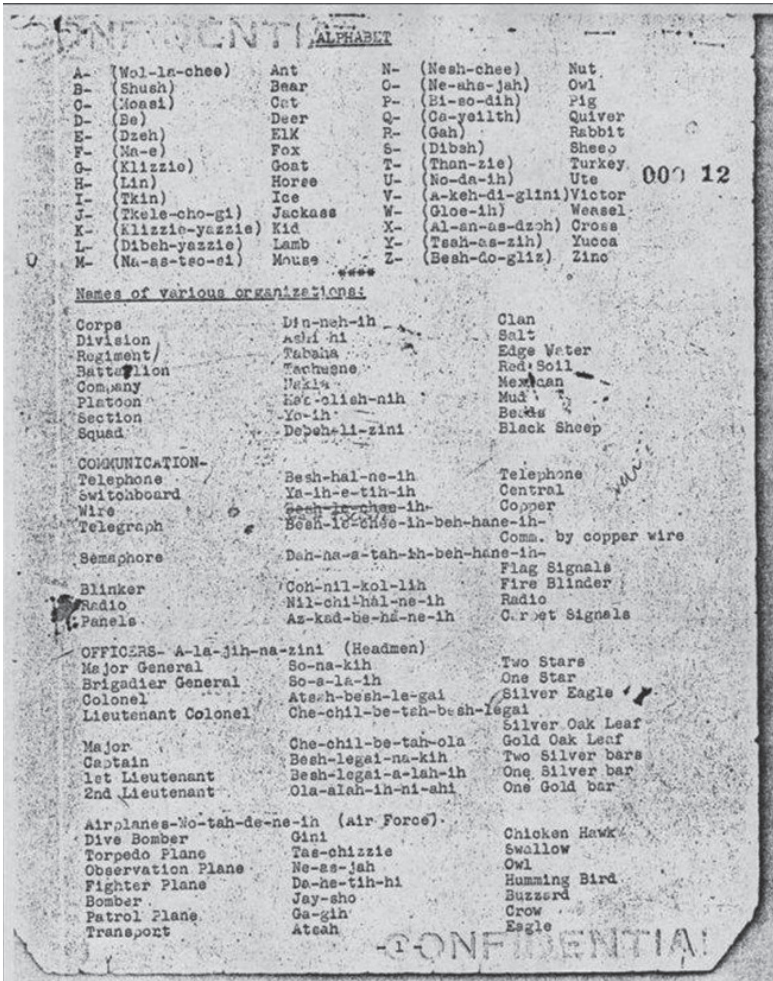 CONFIDENTIAL
ALPHABET
A- (Wol-la-chee) Ant N- (Nesh-chee) Nut
B- (Shush) Bear O- (Ne-ahs-jah) Owl
C- (Moasi) Cat P- (Bi-so-dih) Pig
D- (Be) Deer Q- (Ca-yeilth) Quiver
E- (Dzeh) Elk R- (Gah) Rabbit
F- (Ma-e) Fox S- (Dibeh) Sheep
G- (Klizzie) Goat T- (Than-zie) Turkey
H- (Lin) Horse U- (No-da-ih) Ute 000 12
I- (Tkin) Ice V- (A-keh-di-glini) Victor
J- (Tkele-cho-gi) Jackass W- (Gloe-ih) Weasel
K- (Klizzie-yazzie) Kid X- (Al-an-as-dzoh) Cross
L- (Dibeh-yazzie) Lamb Y- (Tsah-as-zih) Yucca
M- (Na-as-tso-si) Mouse Z- (Besh-do-gliz) Zinc
****
Names of various organizations:
Corps Din-neh-ih Clan
Division Ashi-hi Salt
Regiment Tabaha Edge Water
Battallion Tacheene Red Soil
Company Nakia Mexican
Platoon Has-clish-nih Mud
Section Yo-ih Beads
Squad Debeh-li-zini Black Sheep
COMMUNICATION-
Telephone Besh-hal-ne-ih Telephone
Switchboard Ya-ih-e-tih-ih Central
Wire Besh-le-chee-ih- Copper
Telegraph Besh-le-chee-ih-beh-hane-ih-
Comm. by copper wire
Semaphore Dah-na-a-tah-ih-beh-hane-ih-
Flag Signals
Blinker Coh-nil-kol-lih Fire Blinder
Radio Nil-chi-hal-ne-ih Radio
Panels Az-kad-be-ha-ne-ih Carpet Signals
OFFICERS- A-la-jih-na-zini (Headmen)
Major General So-na-kih Two Stars
Brigadier General So-a-la-ih One Star
Colonel Atsah-besh-le-gai Silver Eagle
Lieutenant Colonel Che-chil-be-tah-besh-legai
Silver Oak Leaf
Major Che-chil-be-tah-ola Gold Oak Leaf
Captain Besh-legai-na-kih Two Silver bars
1st Lieutenant Besh-legai-a-lah-ih One Silver bar
2nd Lieutenant Ola-alah-ih-ni-ahi One Gold bar
Airplanes-Wo-tah-de-ne-ih (Air Force)
Dive Bomber Gini Chicken Hawk
Torpedo Plane Tas-chizzie Swallow
Observation Plane Ne-as-jah Owl
Fighter Plane Da-he-tih-hi Humming Bird
Bomber Jay-sho Buzzard
Patrol Plane Ga-gih Crow
Transport Atsah Eagle
-1-
CONFIDENTIAL